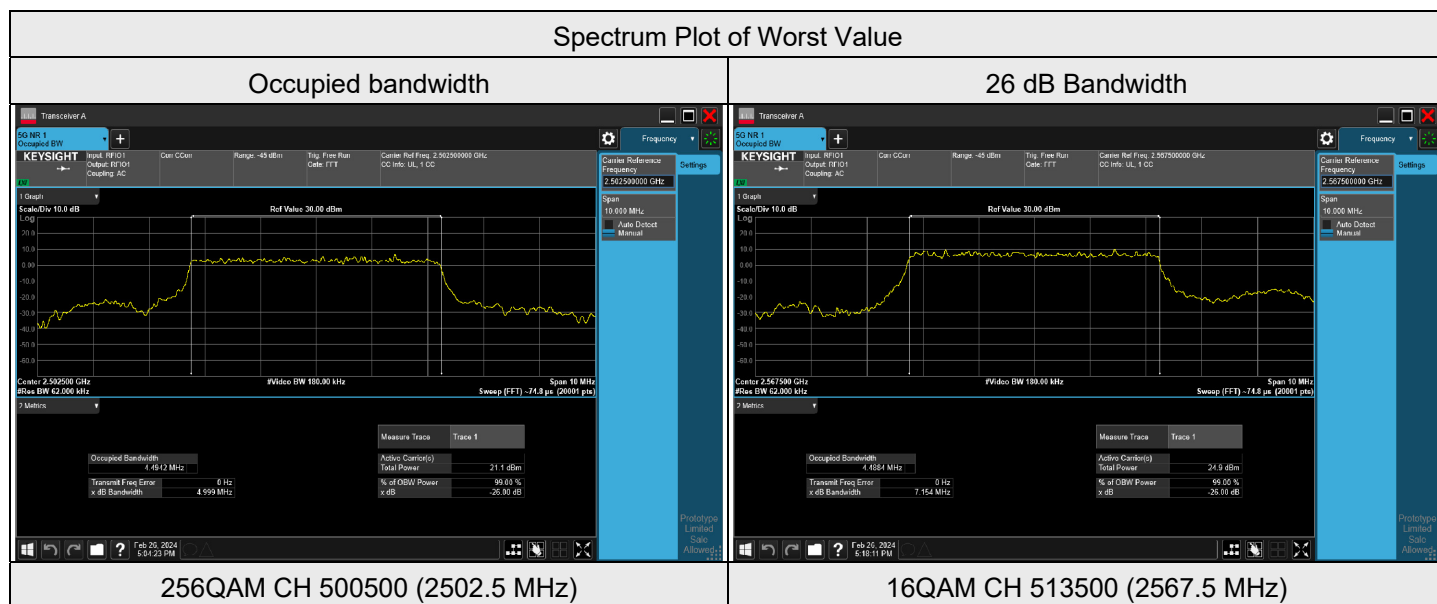 Spectrum Plot of Worst Value
Occupied bandwidth
26 dB Bandwidth
Transceiver A
5G NR 1
Occupied BW
+
Frequency
KEYSIGHT
Input: RFIO1
Output: RFIO1
Coupling: AC
Corr CCorr
Range: -45 dBm
Trig: Free Run
Gate: FFT
Carrier Ref Freq: 2.502500000 GHz
CC Info: UL, 1 CC
Carrier Reference
Frequency
2.502500000 GHz
Settings
Span
10.000 MHz
Auto Detect
Manual
1 Graph
Scale/Div 10.0 dB
Ref Value 30.00 dBm
Log
20.0
10.0
0.00
-10.0
-20.0
-30.0
-40.0
-50.0
-60.0
Center 2.502500 GHz
#Video BW 180.00 kHz
Span 10 MHz
#Res BW 62.000 kHz
Sweep (FFT) ~74.8 µs (20001 pts)
2 Metrics
Measure Trace
Trace 1
Occupied Bandwidth
4.4942 MHz
Active Carrier(s)
Total Power
21.1 dBm
Transmit Freq Error
0 Hz
% of OBW Power
99.00 %
x dB Bandwidth
4.999 MHz
x dB
-26.00 dB
Prototype
Limited
Sale
Allowed
?
Feb 26, 2024
5:04:23 PM
Transceiver A
5G NR 1
Occupied BW
+
Frequency
KEYSIGHT
Input: RFIO1
Output: RFIO1
Coupling: AC
Corr CCorr
Range: -45 dBm
Trig: Free Run
Gate: FFT
Carrier Ref Freq: 2.567500000 GHz
CC Info: UL, 1 CC
Carrier Reference
Frequency
2.567500000 GHz
Settings
Span
10.000 MHz
Auto Detect
Manual
1 Graph
Scale/Div 10.0 dB
Ref Value 30.00 dBm
Log
20.0
10.0
0.00
-10.0
-20.0
-30.0
-40.0
-50.0
-60.0
Center 2.567500 GHz
#Video BW 180.00 kHz
Span 10 MHz
#Res BW 62.000 kHz
Sweep (FFT) ~74.8 µs (20001 pts)
2 Metrics
Measure Trace
Trace 1
Occupied Bandwidth
4.4884 MHz
Active Carrier(s)
Total Power
24.9 dBm
Transmit Freq Error
0 Hz
% of OBW Power
99.00 %
x dB Bandwidth
7.154 MHz
x dB
-26.00 dB
Prototype
Limited
Sale
Allowed
?
Feb 26, 2024
5:18:11 PM
256QAM CH 500500 (2502.5 MHz)
16QAM CH 513500 (2567.5 MHz)